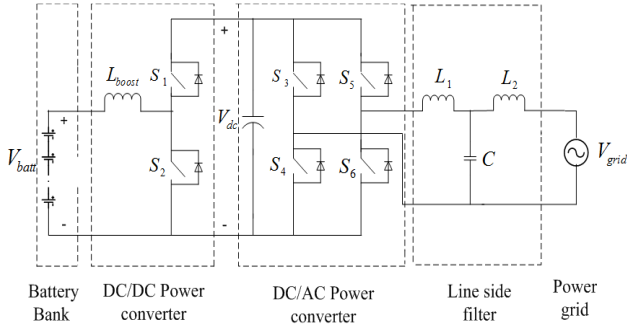 +
L_boost
S_1
S_3
S_5
L_1
L_2
+
V_batt
V_dc
C
V_grid
S_2
S_4
S_6
-
-
Battery
Bank
DC/DC Power
converter
DC/AC Power
converter
Line side
filter
Power
grid